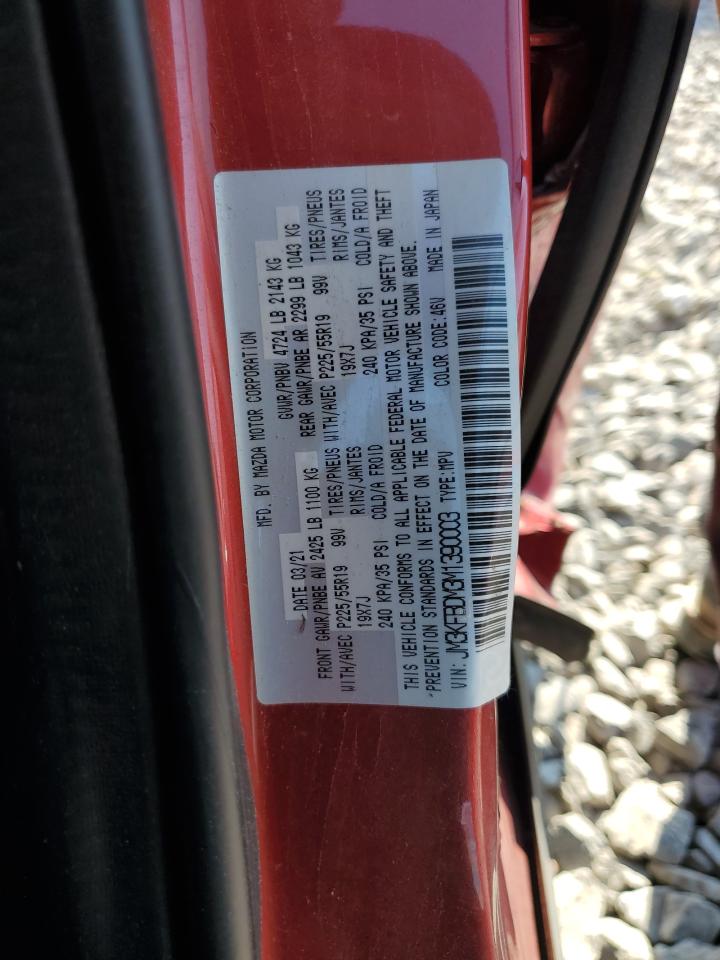 MFD. BY MAZDA MOTOR CORPORATION
DATE 03/21 GVWR/PNBV 4724 LB 2143 KG
FRONT GAWR/PNBE AV 2425 LB 1100 KG REAR GAWR/PNBE AR 2299 LB 1043 KG
WITH/AVEC P225/55R19 99V TIRES/PNEUS WITH/AVEC P225/55R19 99V TIRES/PNEUS
19X7J RIMS/JANTES 19X7J RIMS/JANTES
240 KPA/35 PSI COLD/A FROID 240 KPA/35 PSI COLD/A FROID
THIS VEHICLE CONFORMS TO ALL APPLICABLE FEDERAL MOTOR VEHICLE SAFETY AND THEFT
PREVENTION STANDARDS IN EFFECT ON THE DATE OF MANUFACTURE SHOWN ABOVE.
VIN: JM3KFBDM3M1390003 TYPE:MPV COLOR CODE:46V MADE IN JAPAN